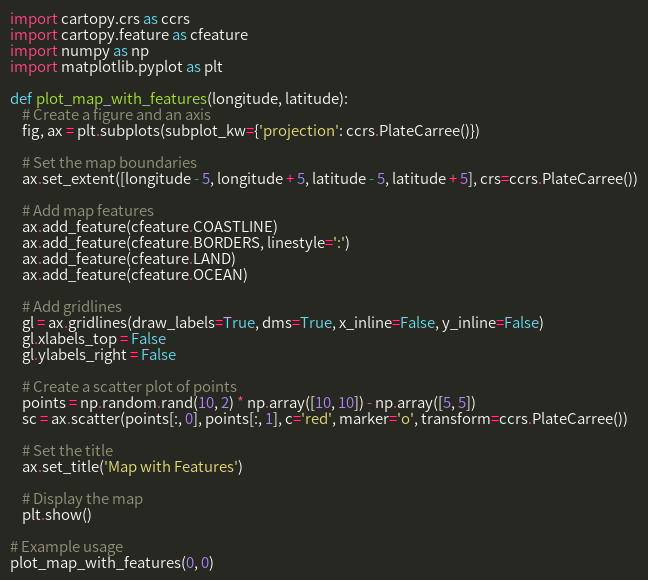 import cartopy.crs as ccrs
import cartopy.feature as cfeature
import numpy as np
import matplotlib.pyplot as plt

def plot_map_with_features(longitude, latitude):
    # Create a figure and an axis
    fig, ax = plt.subplots(subplot_kw={'projection': ccrs.PlateCarree()})

    # Set the map boundaries
    ax.set_extent([longitude - 5, longitude + 5, latitude - 5, latitude + 5], crs=ccrs.PlateCarree())

    # Add map features
    ax.add_feature(cfeature.COASTLINE)
    ax.add_feature(cfeature.BORDERS, linestyle=':')
    ax.add_feature(cfeature.LAND)
    ax.add_feature(cfeature.OCEAN)

    # Add gridlines
    gl = ax.gridlines(draw_labels=True, dms=True, x_inline=False, y_inline=False)
    gl.xlabels_top = False
    gl.ylabels_right = False

    # Create a scatter plot of points
    points = np.random.rand(10, 2) * np.array([10, 10]) - np.array([5, 5])
    sc = ax.scatter(points[:, 0], points[:, 1], c='red', marker='o', transform=ccrs.PlateCarree())

    # Set the title
    ax.set_title('Map with Features')

    # Display the map
    plt.show()

# Example usage
plot_map_with_features(0, 0)